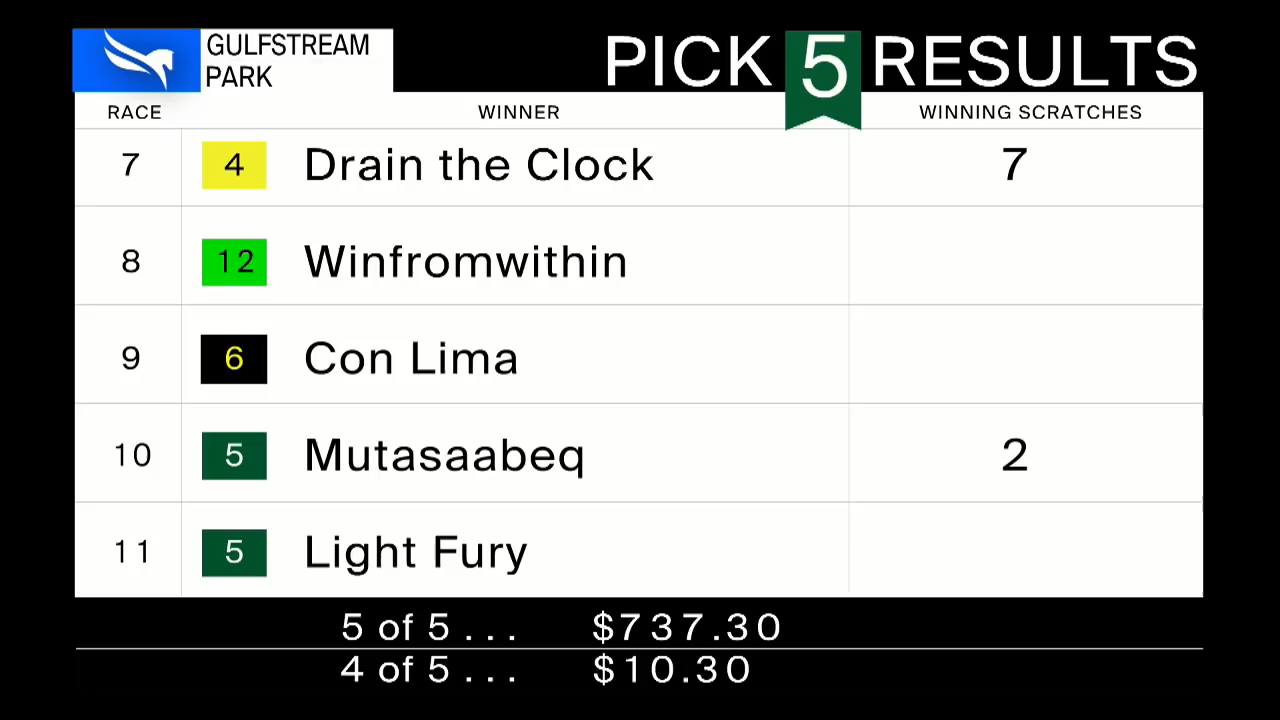 GULFSTREAM
PARK
PICK 5 RESULTS
RACE WINNER WINNING SCRATCHES
7 4 Drain the Clock 7
8 12 Winfromwithin
9 6 Con Lima
10 5 Mutasaabeq 2
11 5 Light Fury
5 of 5 . . . $737.30
4 of 5 . . . $10.30